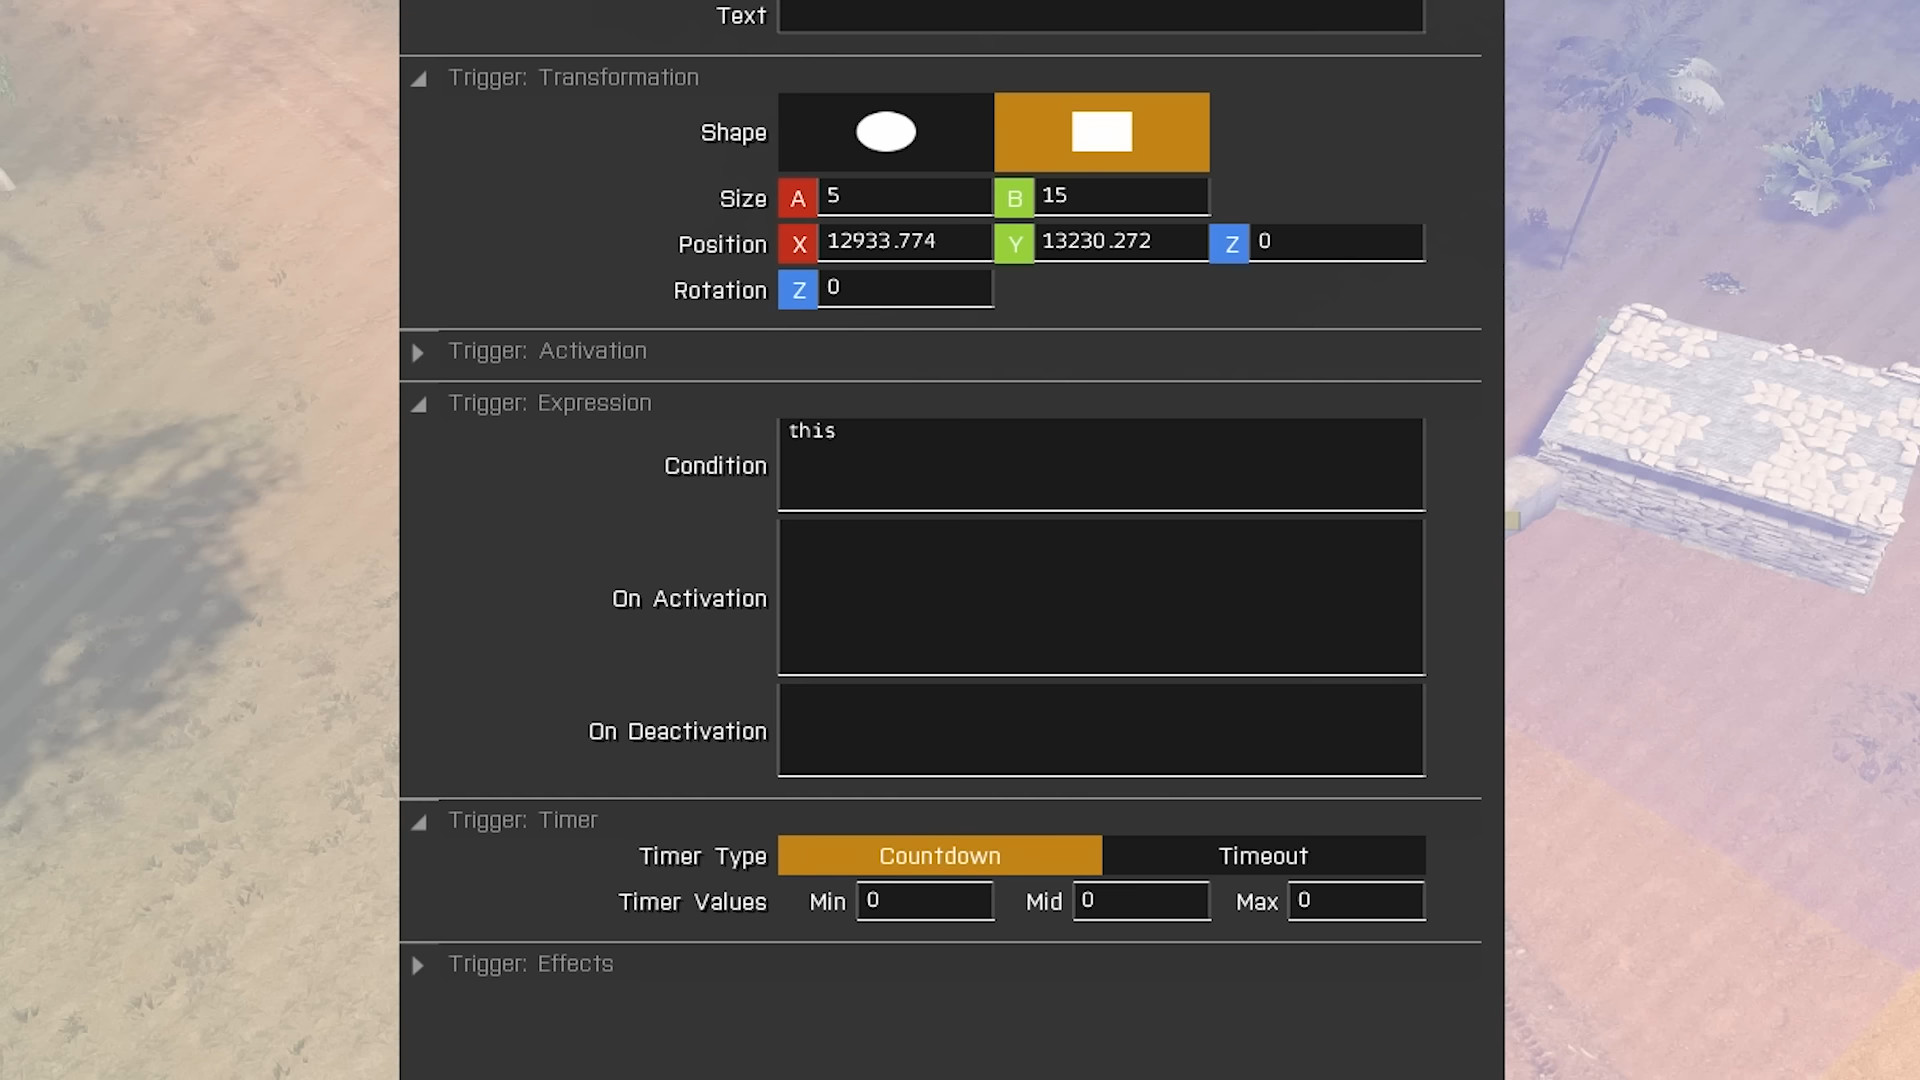 Text
Trigger: Transformation
Shape
Size A 5 B 15
Position X 12933.774 Y 13230.272 Z 0
Rotation Z 0
Trigger: Activation
Trigger: Expression
Condition this
On Activation
On Deactivation
Trigger: Timer
Timer Type Countdown Timeout
Timer Values Min 0 Mid 0 Max 0
Trigger: Effects